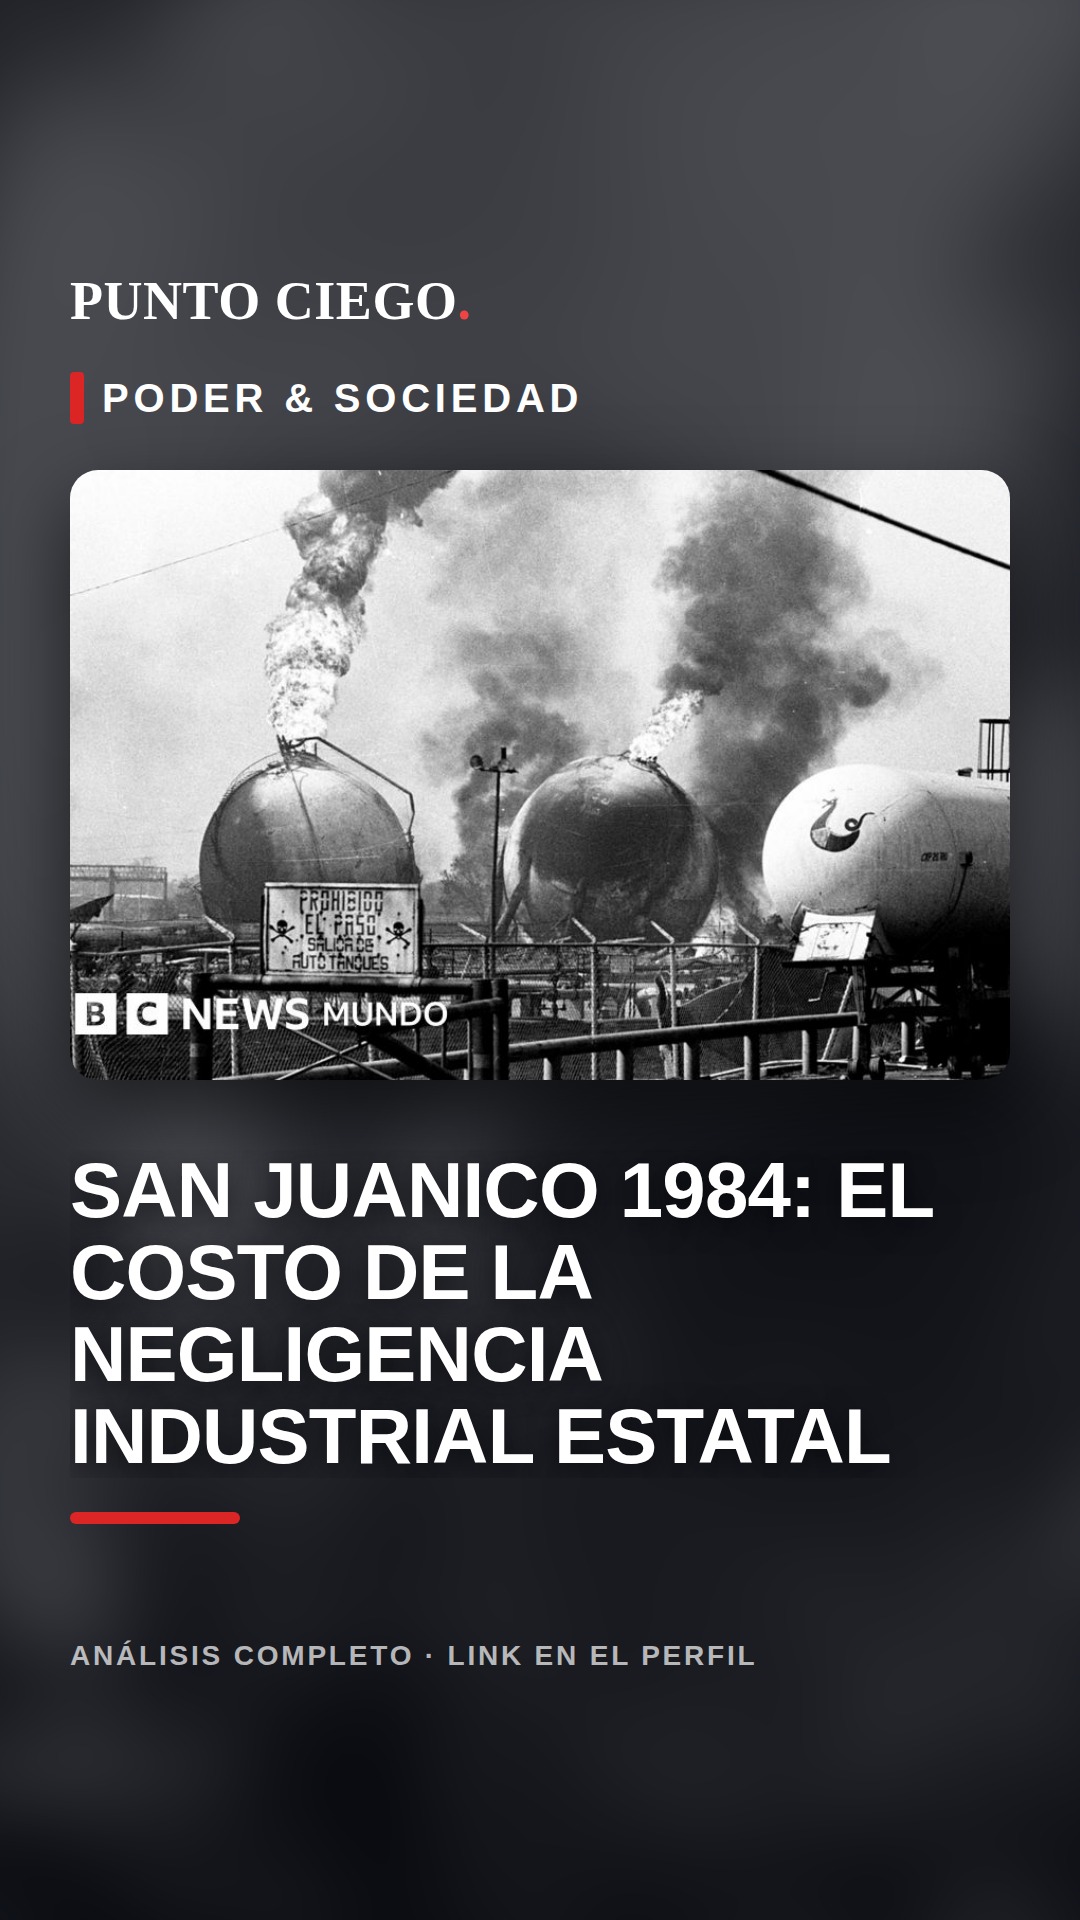 PUNTO CIEGO.
PODER & SOCIEDAD
PROHIBIDO
EL PASO
SALIDA DE
AUTOTANQUES
BBC NEWS MUNDO
SAN JUANICO 1984: EL
COSTO DE LA
NEGLIGENCIA
INDUSTRIAL ESTATAL
ANÁLISIS COMPLETO · LINK EN EL PERFIL